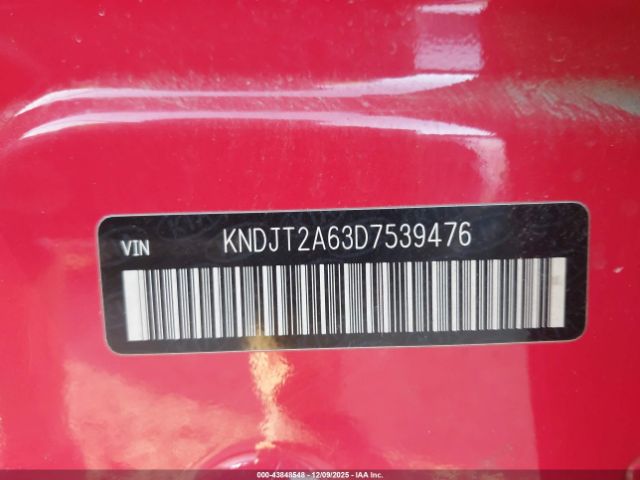 VIN KNDJT2A63D7539476
000-43848548 - 12/09/2025 - IAA Inc.